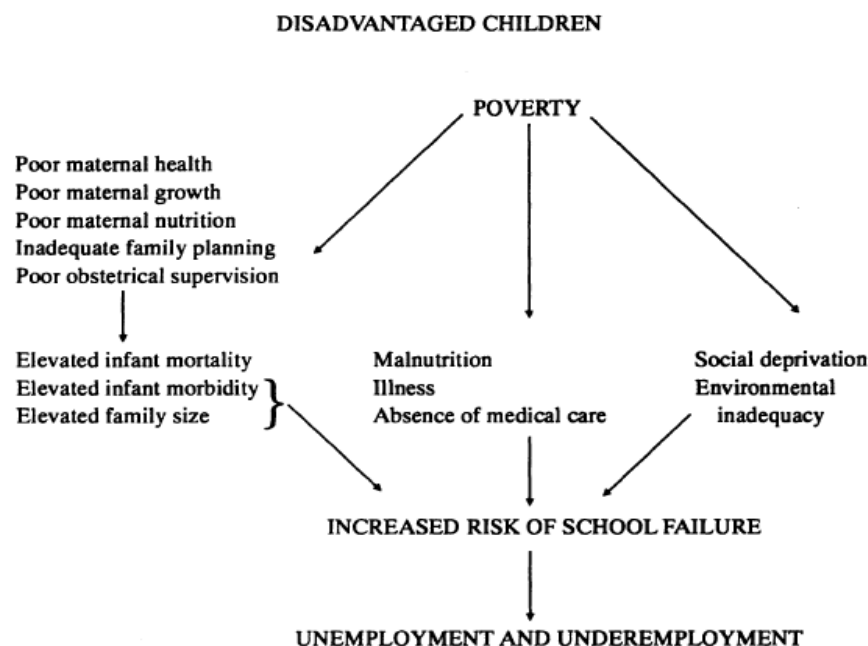 DISADVANTAGED CHILDREN
POVERTY
Poor maternal health
Poor maternal growth
Poor maternal nutrition
Inadequate family planning
Poor obstetrical supervision
Elevated infant mortality
Elevated infant morbidity
Elevated family size
Malnutrition
Illness
Absence of medical care
Social deprivation
Environmental
inadequacy
INCREASED RISK OF SCHOOL FAILURE
UNEMPLOYMENT AND UNDEREMPLOYMENT